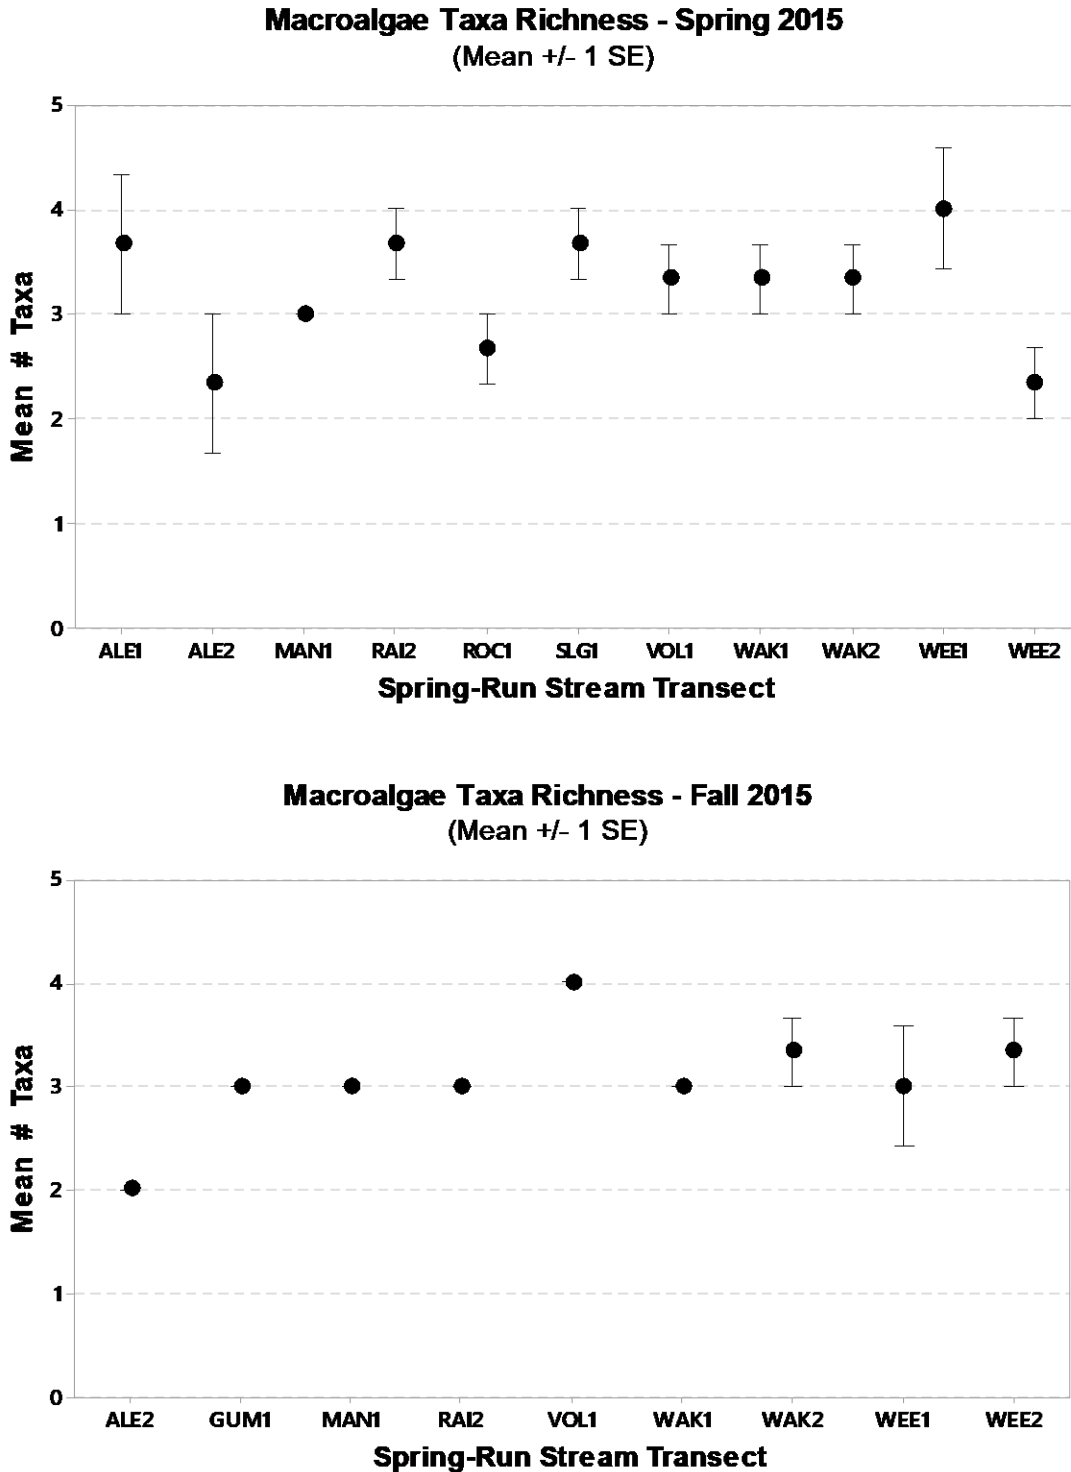 Macroalgae Taxa Richness - Spring 2015
(Mean +/- 1 SE)
5
4
3
2
1
0
Mean # Taxa
ALE1 ALE2 MAN1 RAI2 ROC1 SLG1 VOL1 WAK1 WAK2 WEE1 WEE2
Spring-Run Stream Transect
Macroalgae Taxa Richness - Fall 2015
(Mean +/- 1 SE)
5
4
3
2
1
0
Mean # Taxa
ALE2 GUM1 MAN1 RAI2 VOL1 WAK1 WAK2 WEE1 WEE2
Spring-Run Stream Transect